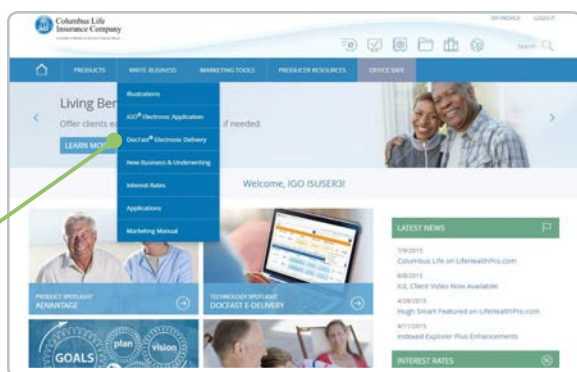 Columbus Life
Insurance Company
MY PROFILE LOGOUT
Search
PRODUCTS WRITE BUSINESS MARKETING TOOLS PRODUCER RESOURCES OFFICE SAFE
Illustrations
iGO® Electronic Application
DocFast® Electronic Delivery
New Business & Underwriting
Interest Rates
Applications
Marketing Manual
Living Ber
Offer clients ea
if needed.
LEARN MO
Welcome, IGO ISUSER3!
PRODUCT SPOTLIGHT
ADVANTAGE
TECHNOLOGY SPOTLIGHT
DOCFAST E-DELIVERY
GOALS
plan
vision
LATEST NEWS
7/9/2015
Columbus Life on LifeHealthPro.com
6/8/2015
IUL Client Video Now Available!
4/28/2015
Hugh Smart Featured on LifeHealthPro.com
4/11/2015
Indexed Explorer Plus Enhancements
INTEREST RATES